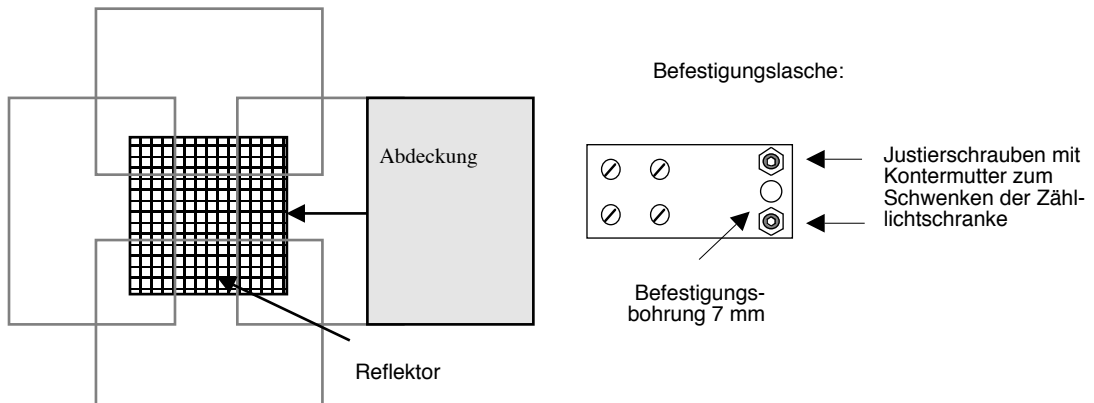 Abdeckung
Reflektor
Befestigungslasche:
Justierschrauben mit
Kontermutter zum
Schwenken der Zähl-
lichtschranke
Befestigungs-
bohrung 7 mm